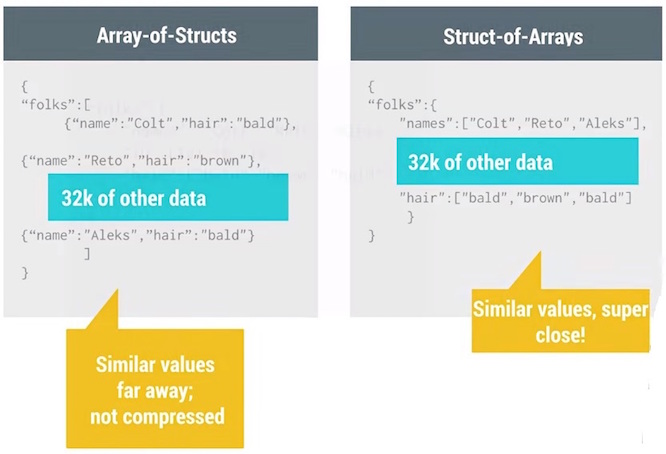 Array-of-Structs
{
“folks”:[
{“name”:“Colt”,“hair”:“bald”},
{“name”:“Reto”,“hair”:“brown”},
32k of other data
{“name”:“Aleks”,“hair”:“bald”}
]
}
Similar values
far away;
not compressed
Struct-of-Arrays
{
“folks”:{
"names":["Colt","Reto","Aleks"],
32k of other data
"hair":["bald","brown","bald"]
}
}
Similar values, super
close!